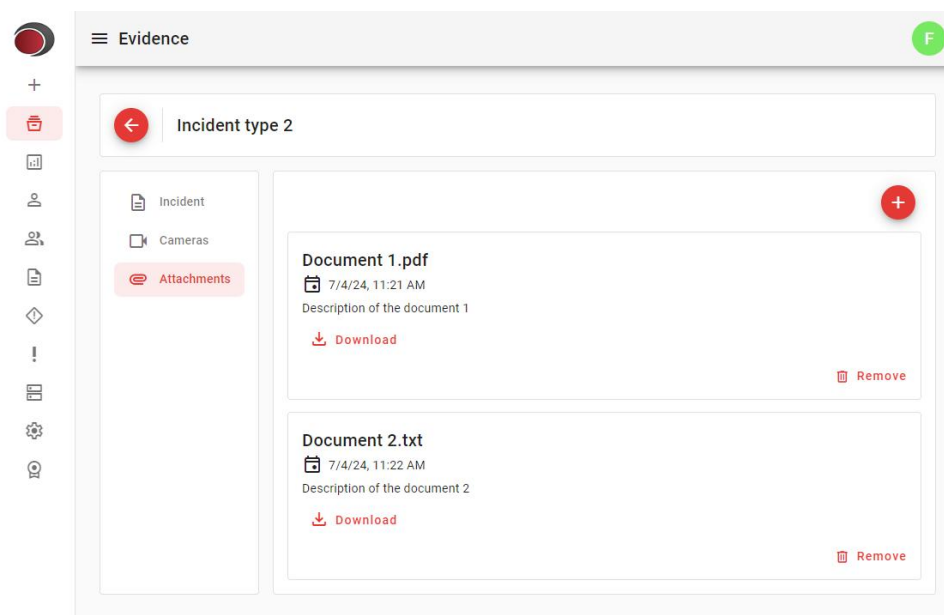 Evidence
F
Incident type 2
Incident
Cameras
Attachments
Document 1.pdf
7/4/24, 11:21 AM
Description of the document 1
Download
Remove
Document 2.txt
7/4/24, 11:22 AM
Description of the document 2
Download
Remove